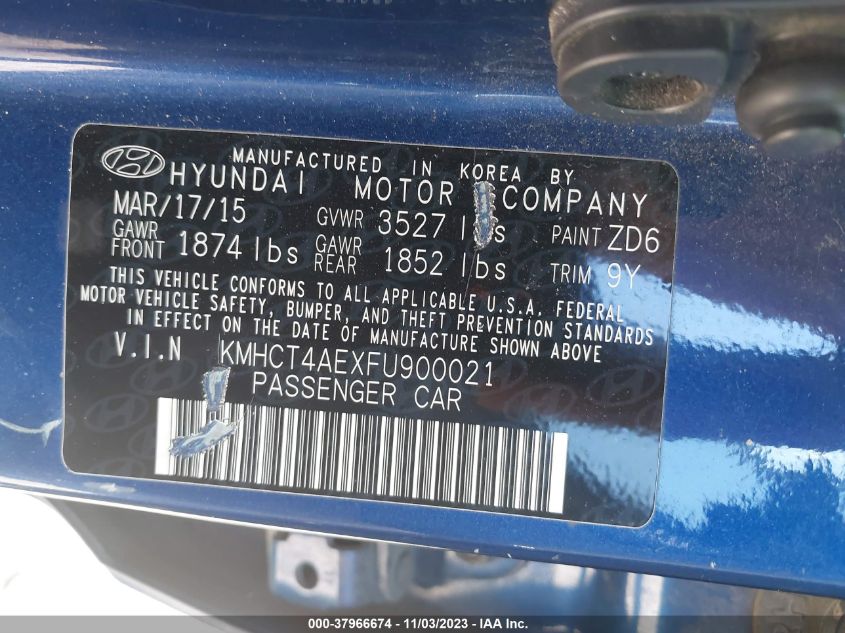 MANUFACTURED IN KOREA BY
HYUNDAI MOTOR COMPANY
MAR/17/15 GVWR 3527 lbs PAINT ZD6
GAWR FRONT 1874 lbs GAWR REAR 1852 lbs TRIM 9Y
THIS VEHICLE CONFORMS TO ALL APPLICABLE U.S.A. FEDERAL
MOTOR VEHICLE SAFETY, BUMPER, AND THEFT PREVENTION STANDARDS
IN EFFECT ON THE DATE OF MANUFACTURE SHOWN ABOVE
V.I.N KMHCT4AEXFU900021
PASSENGER CAR
000-37966674 - 11/03/2023 - Copyright © 2023 IAA, Inc.